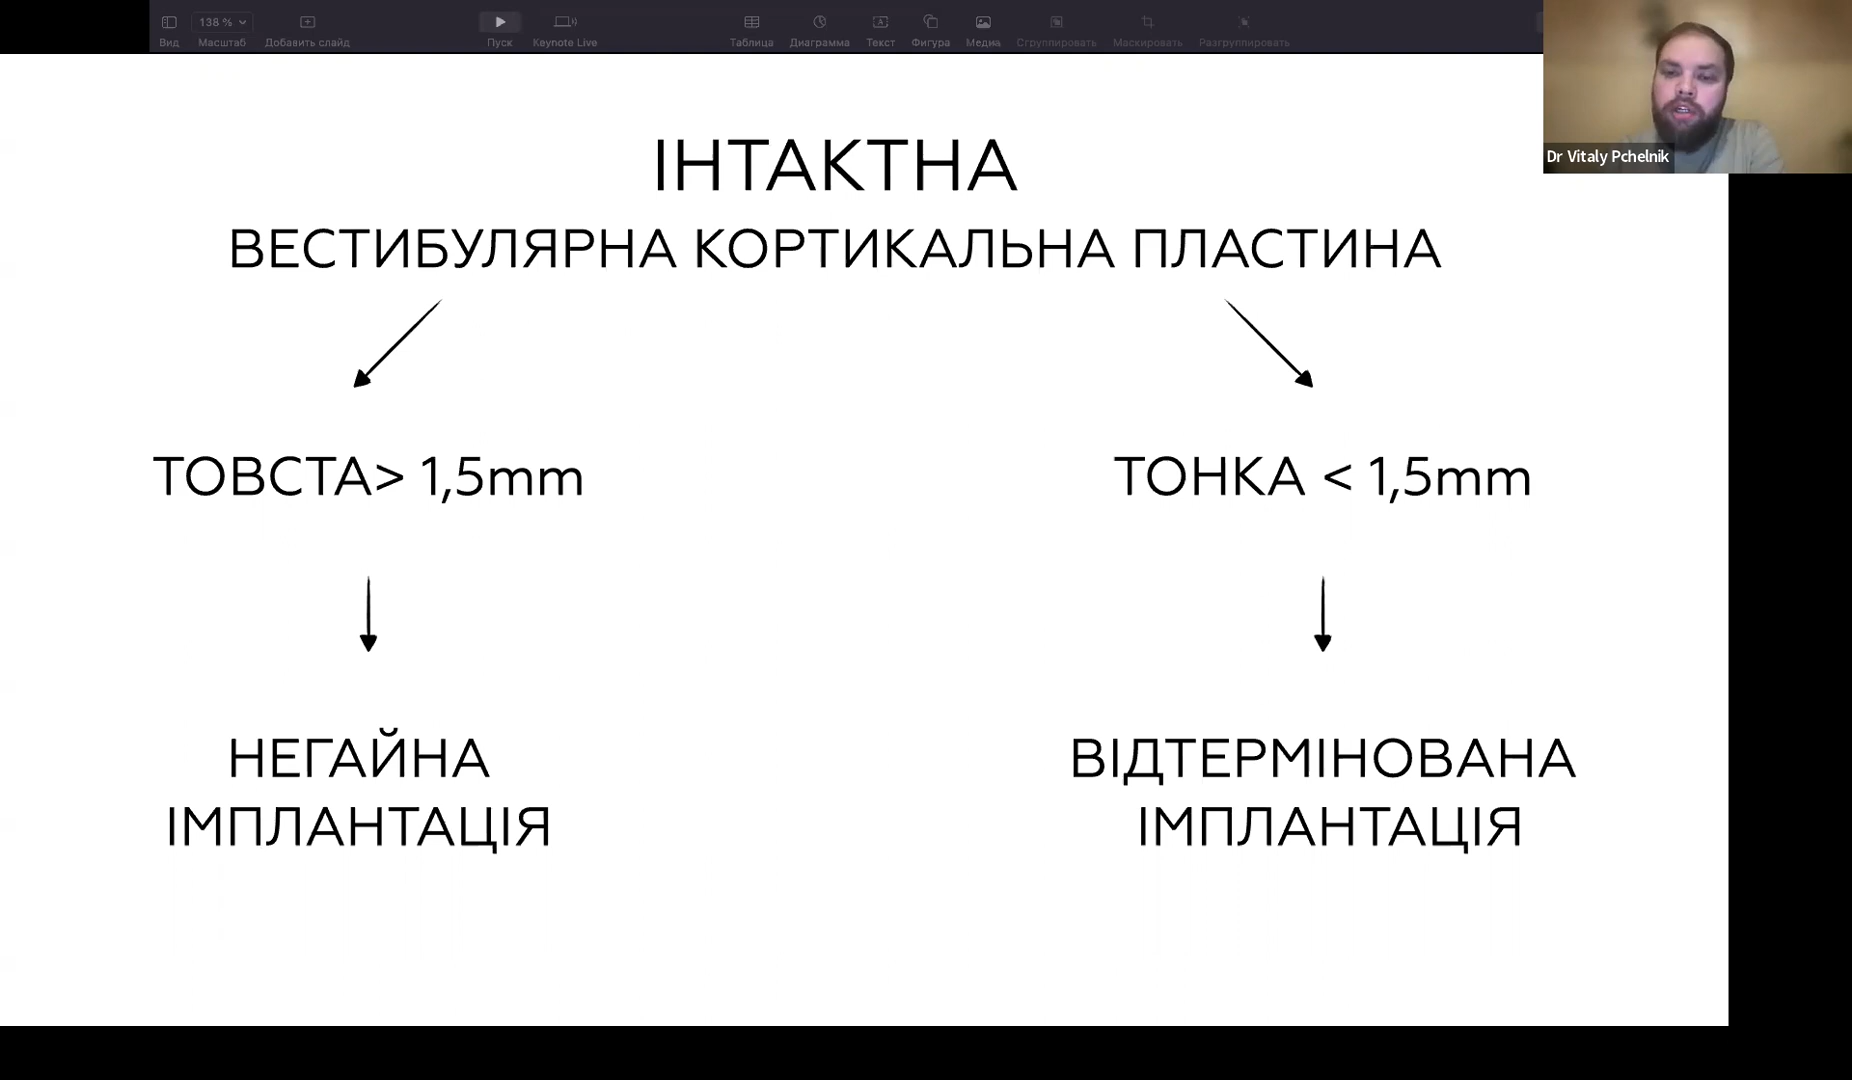 138 %
Вид
Масштаб
Добавить слайд
Пуск
Keynote Live
Таблица
Диаграмма
Текст
Фигура
Медиа
Сгруппировать
Маскировать
Разгруппировать
Dr Vitaly Pchelnik
ІНТАКТНА
ВЕСТИБУЛЯРНА КОРТИКАЛЬНА ПЛАСТИНА
ТОВСТА> 1,5mm
ТОНКА < 1,5mm
НЕГАЙНА
ІМПЛАНТАЦІЯ
ВІДТЕРМІНОВАНА
ІМПЛАНТАЦІЯ